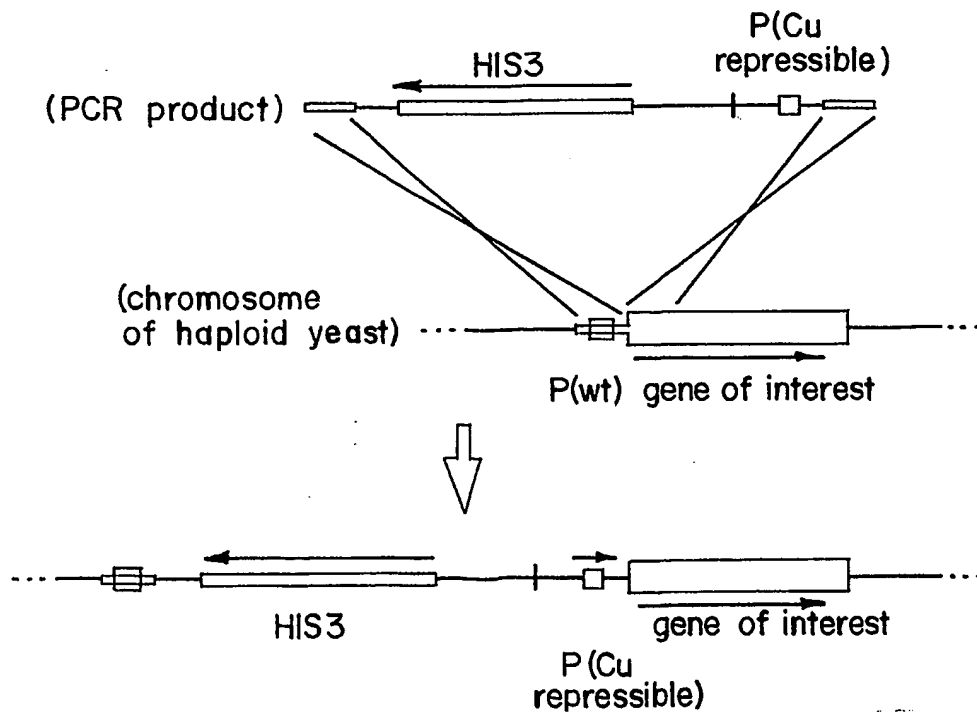 P(Cu
repressible)
HIS3
(PCR product)
(chromosome
of haploid yeast)
P(wt) gene of interest
HIS3
gene of interest
P(Cu
repressible)